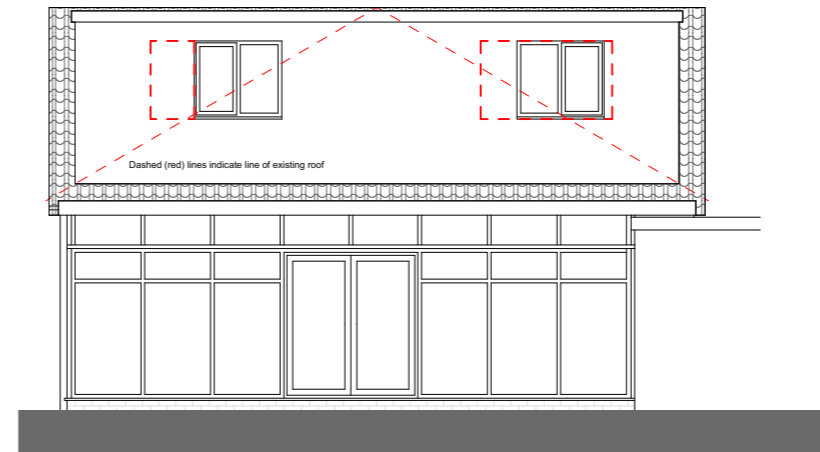 Dashed (red) lines indicate line of existing roof